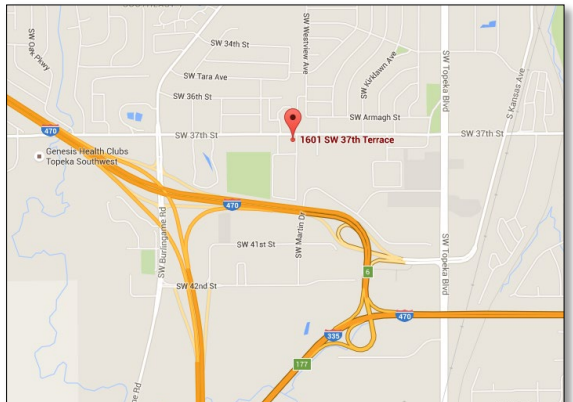 SW Oak Pkwy
SW 34th St
SW Westview Ave
SW Kirklawn Ave
SW Topeka Blvd
S Kansas Ave
SW Tara Ave
SW 36th St
SW Armagh St
470
SW 37th St
SW 37th St
1601 SW 37th Terrace
Genesis Health Clubs
Topeka Southwest
470
SW Burlingame Rd
SW Martin Dr
SW 41st St
SW Topeka Blvd
6
SW 42nd St
470
335
177
e Rd